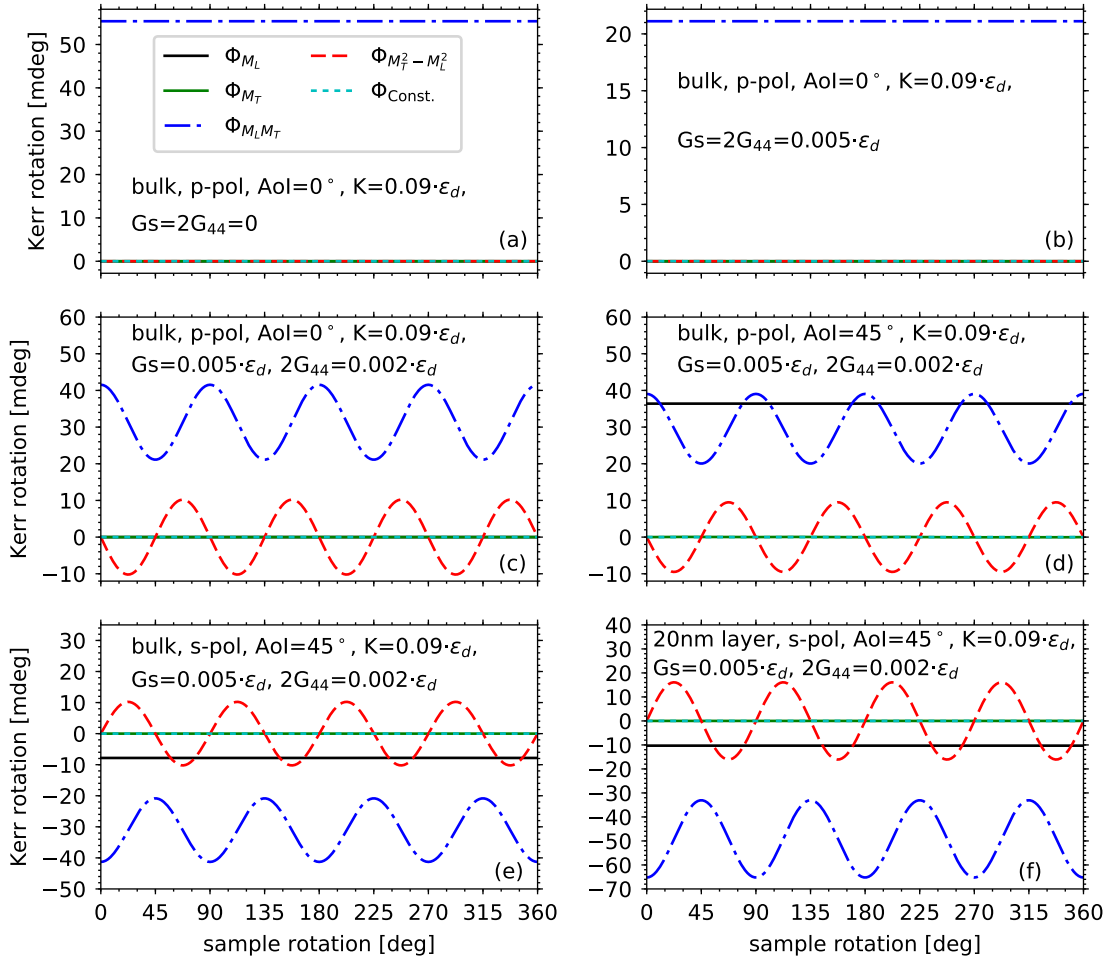 Kerr rotation [mdeg]
50
40
30
20
10
0
Φ_{M_L}
Φ_{M_T}
Φ_{M_L M_T}
Φ_{M_T^2−M_L^2}
Φ_{Const.}
bulk, p-pol, AoI=0°, K=0.09·ε_d,
Gs=2G_{44}=0
(a)
20
15
10
5
0
bulk, p-pol, AoI=0°, K=0.09·ε_d,
Gs=2G_{44}=0.005·ε_d
(b)
Kerr rotation [mdeg]
60
50
40
30
20
10
0
−10
bulk, p-pol, AoI=0°, K=0.09·ε_d,
Gs=0.005·ε_d, 2G_{44}=0.002·ε_d
(c)
60
50
40
30
20
10
0
−10
bulk, p-pol, AoI=45°, K=0.09·ε_d,
Gs=0.005·ε_d, 2G_{44}=0.002·ε_d
(d)
Kerr rotation [mdeg]
30
20
10
0
−10
−20
−30
−40
−50
bulk, s-pol, AoI=45°, K=0.09·ε_d,
Gs=0.005·ε_d, 2G_{44}=0.002·ε_d
(e)
0 45 90 135 180 225 270 315 360
sample rotation [deg]
40
30
20
10
0
−10
−20
−30
−40
−50
−60
−70
20nm layer, s-pol, AoI=45°, K=0.09·ε_d,
Gs=0.005·ε_d, 2G_{44}=0.002·ε_d
(f)
0 45 90 135 180 225 270 315 360
sample rotation [deg]